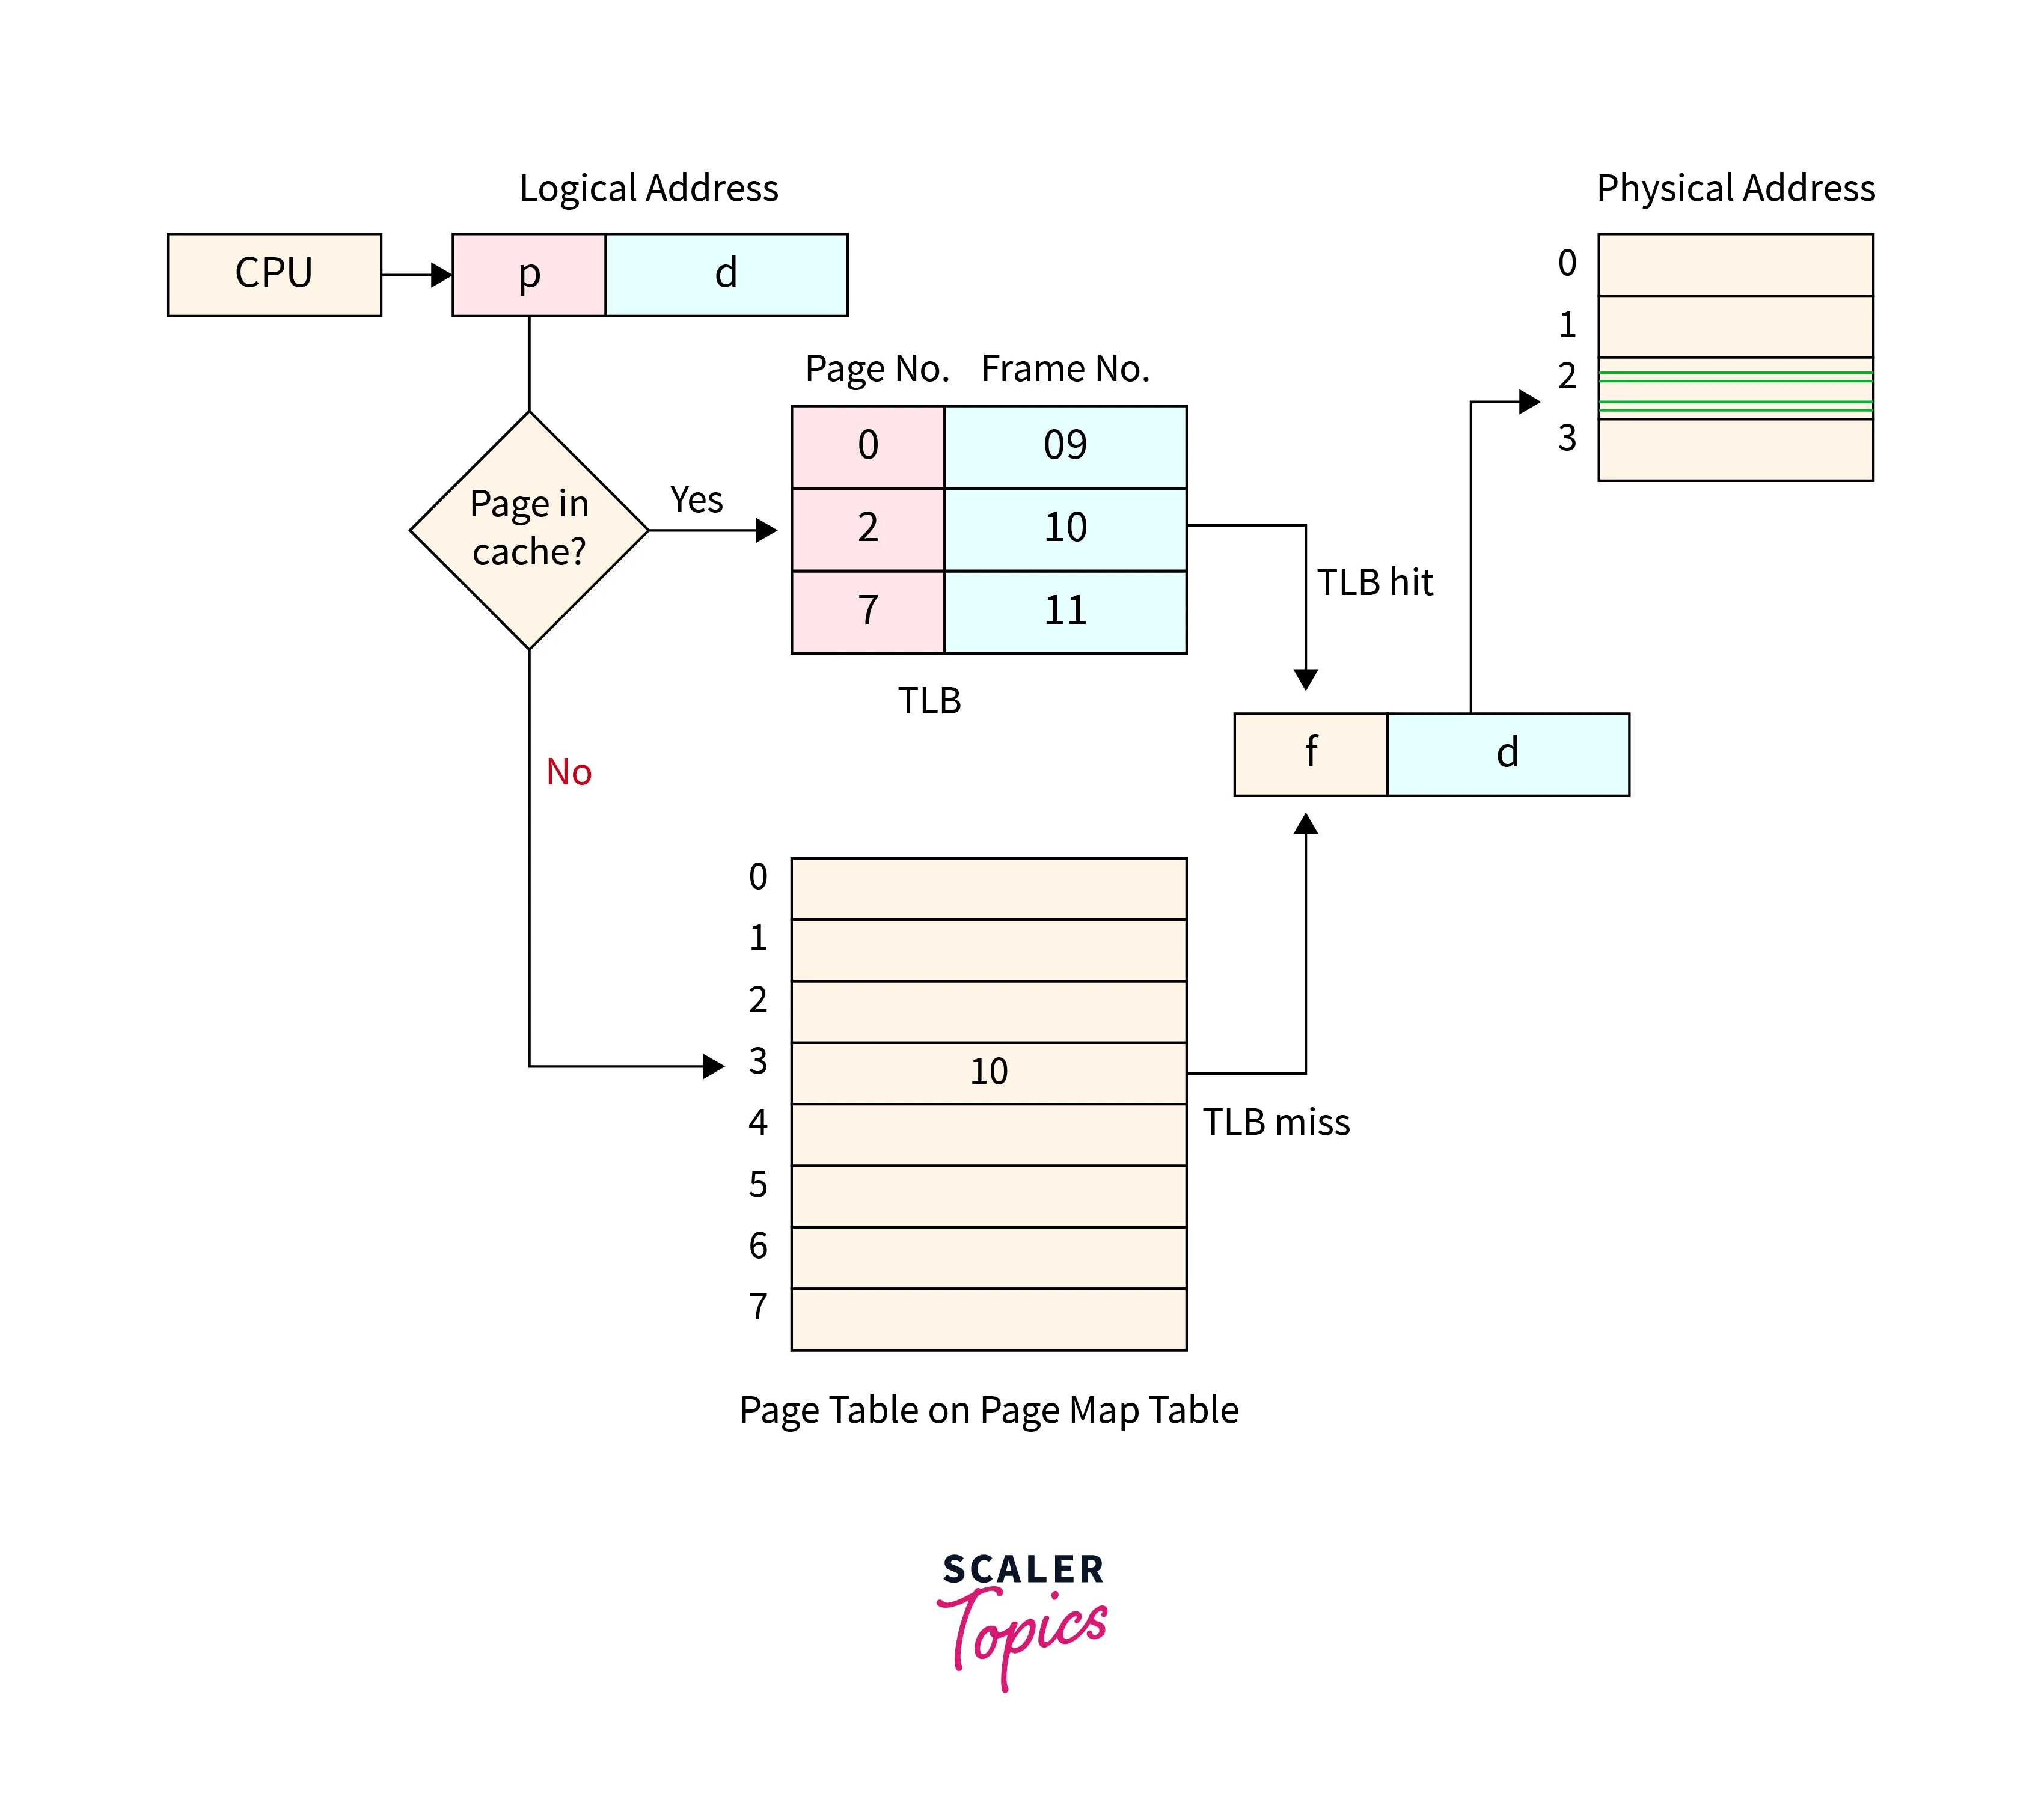 Logical Address
Physical Address
CPU
p
d
0
1
2
3
Page No.
Frame No.
0
09
2
10
7
11
TLB
Page in
cache?
Yes
No
TLB hit
f
d
0
1
2
3
10
4
5
6
7
TLB miss
Page Table on Page Map Table
SCALER
Topics